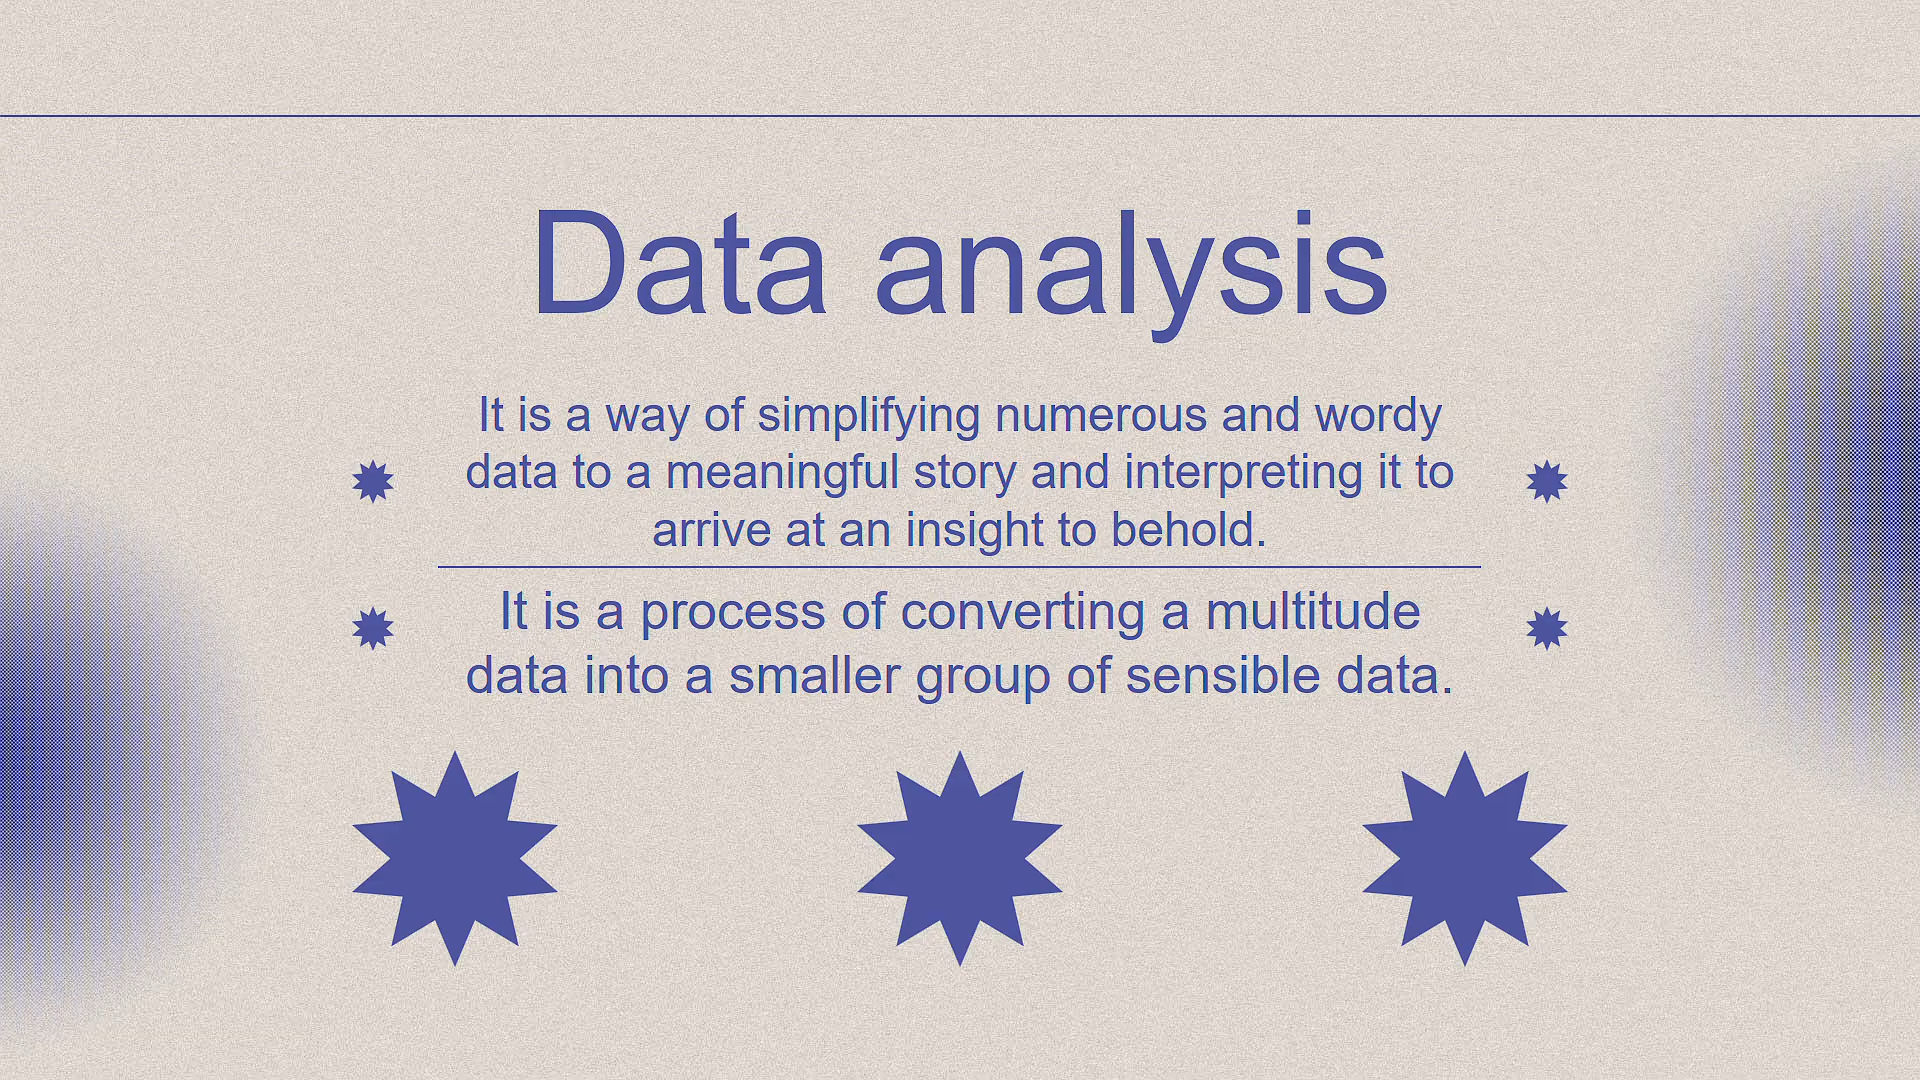 Data analysis
It is a way of simplifying numerous and wordy
data to a meaningful story and interpreting it to
arrive at an insight to behold.
It is a process of converting a multitude
data into a smaller group of sensible data.